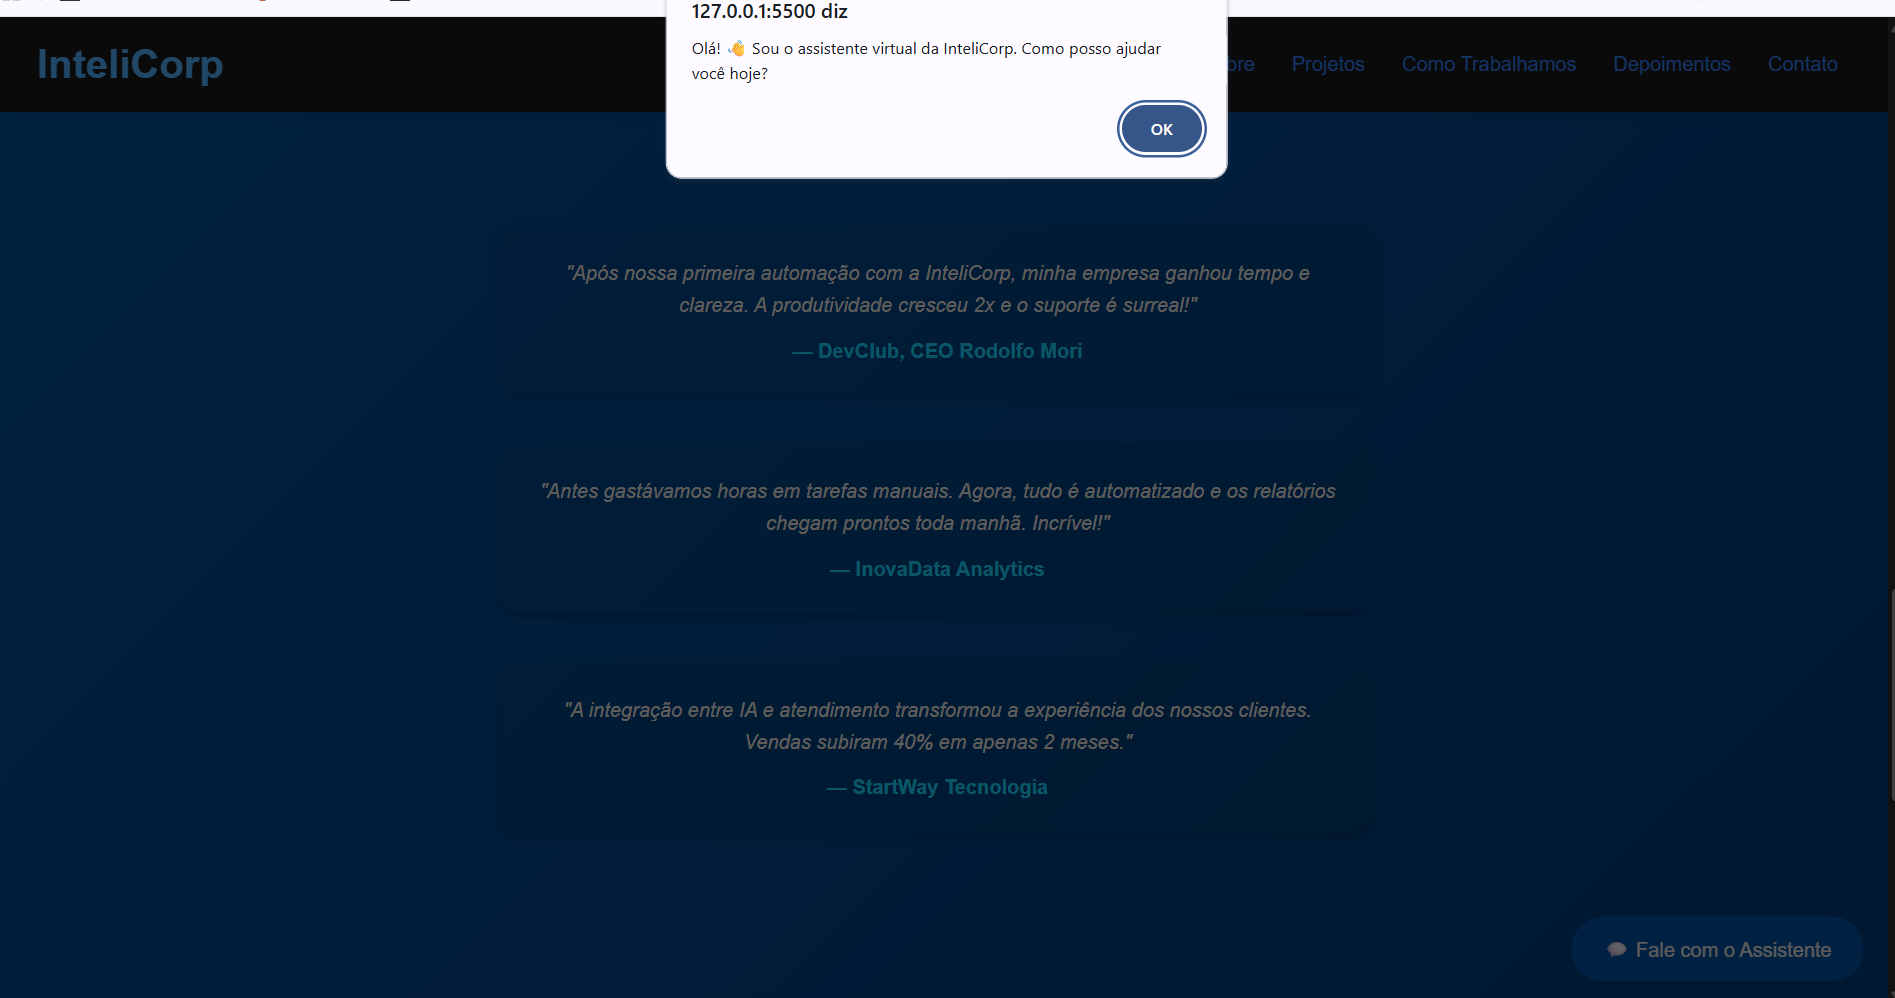 127.0.0.1:5500 diz
Olá! 👋 Sou o assistente virtual da InteliCorp. Como posso ajudar
você hoje?
OK
InteliCorp
bre Projetos Como Trabalhamos Depoimentos Contato
"Após nossa primeira automação com a InteliCorp, minha empresa ganhou tempo e
clareza. A produtividade cresceu 2x e o suporte é surreal!"
— DevClub, CEO Rodolfo Mori
"Antes gastávamos horas em tarefas manuais. Agora, tudo é automatizado e os relatórios
chegam prontos toda manhã. Incrível!"
— InovaData Analytics
"A integração entre IA e atendimento transformou a experiência dos nossos clientes.
Vendas subiram 40% em apenas 2 meses."
— StartWay Tecnologia
💬 Fale com o Assistente